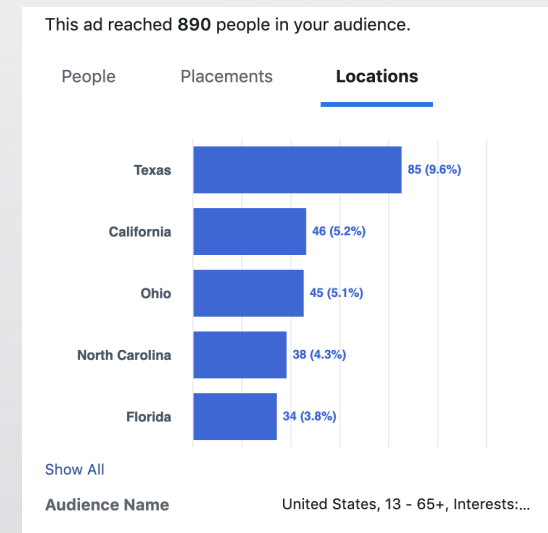 This ad reached 890 people in your audience.
People Placements Locations
Texas 85 (9.6%)
California 46 (5.2%)
Ohio 45 (5.1%)
North Carolina 38 (4.3%)
Florida 34 (3.8%)
Show All
Audience Name United States, 13 - 65+, Interests:...